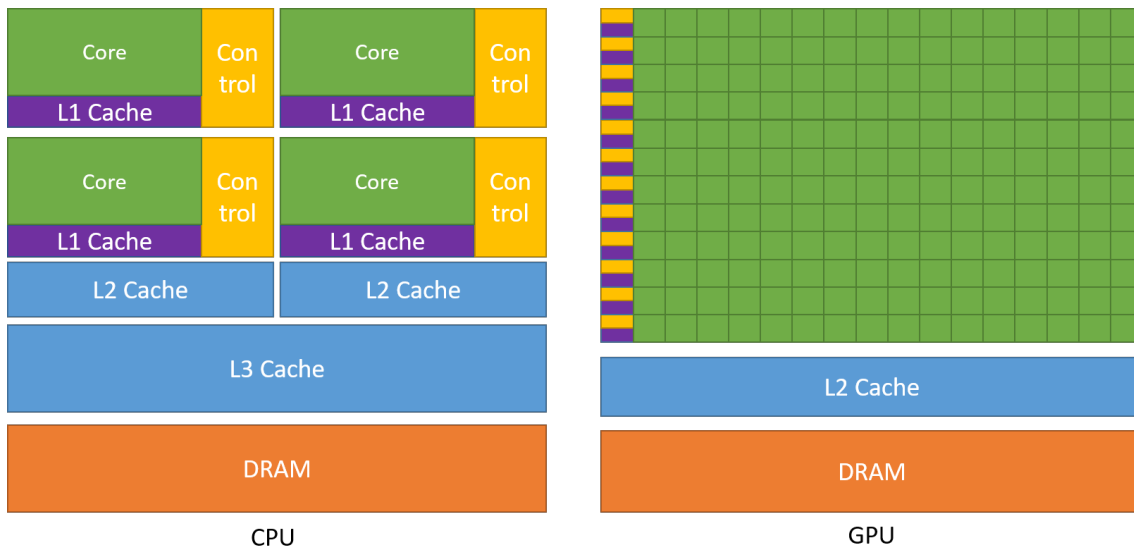 Core
Con
trol
L1 Cache
Core
Con
trol
L1 Cache
Core
Con
trol
L1 Cache
Core
Con
trol
L1 Cache
L2 Cache
L2 Cache
L3 Cache
DRAM
CPU
L2 Cache
DRAM
GPU